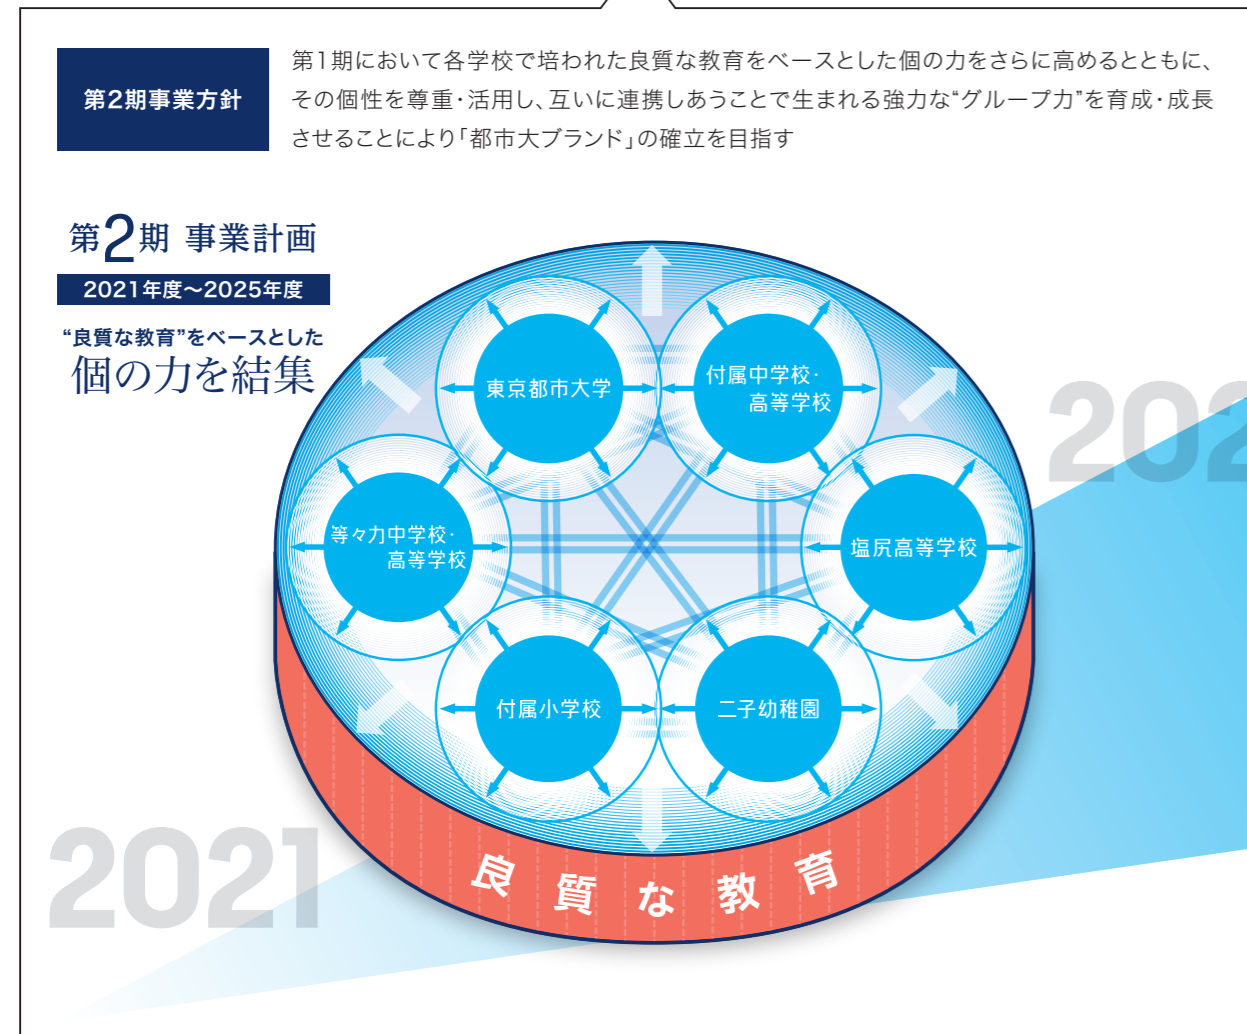 第2期事業方針
第1期において各学校で培われた良質な教育をベースとした個の力をさらに高めるとともに、
その個性を尊重・活用し、互いに連携しあうことで生まれる強力な“グループ力”を育成・成長
させることにより「都市大ブランド」の確立を目指す
第2期 事業計画
2021年度～2025年度
“良質な教育”をベースとした
個の力を結集
東京都市大学
付属中学校・
高等学校
等々力中学校・
高等学校
塩尻高等学校
付属小学校
二子幼稚園
良質な教育
2021